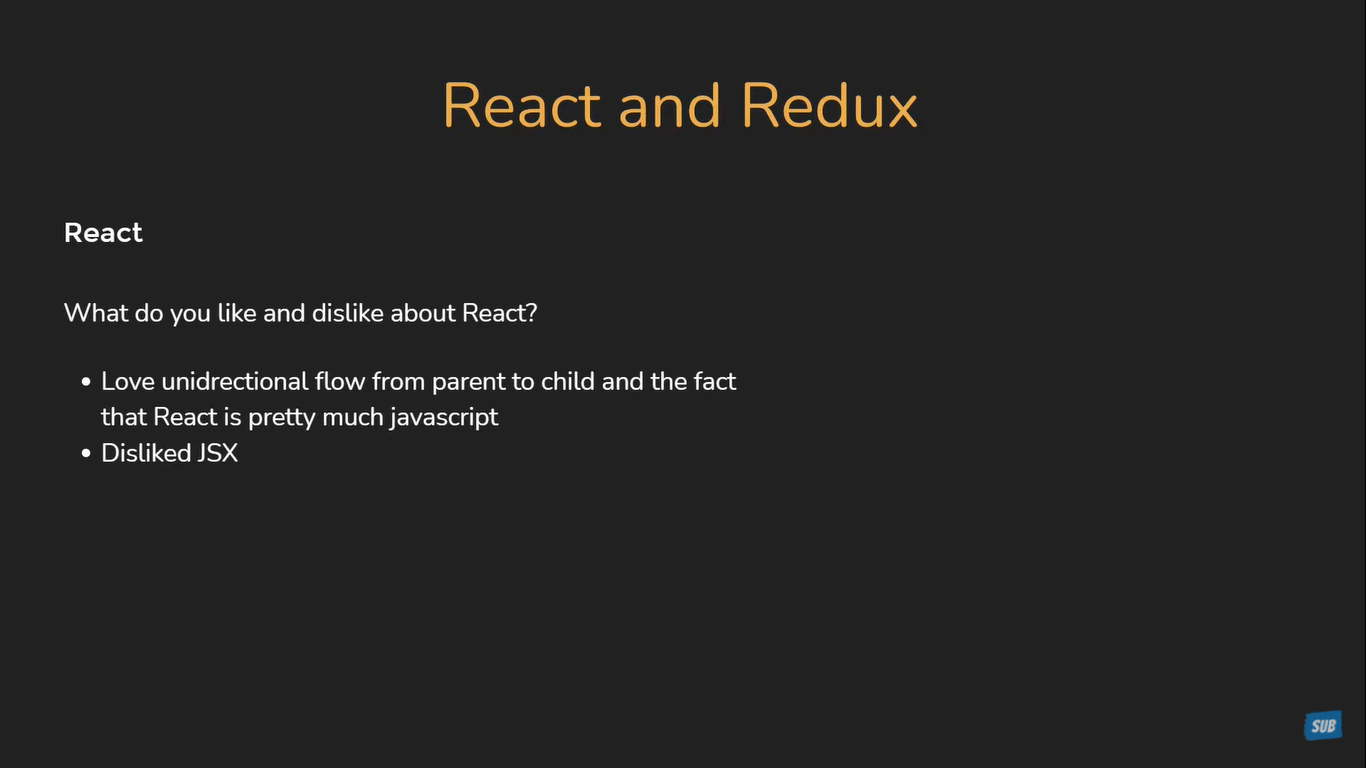 React and Redux
React
What do you like and dislike about React?
• Love unidrectional flow from parent to child and the fact
that React is pretty much javascript
• Disliked JSX
SUB